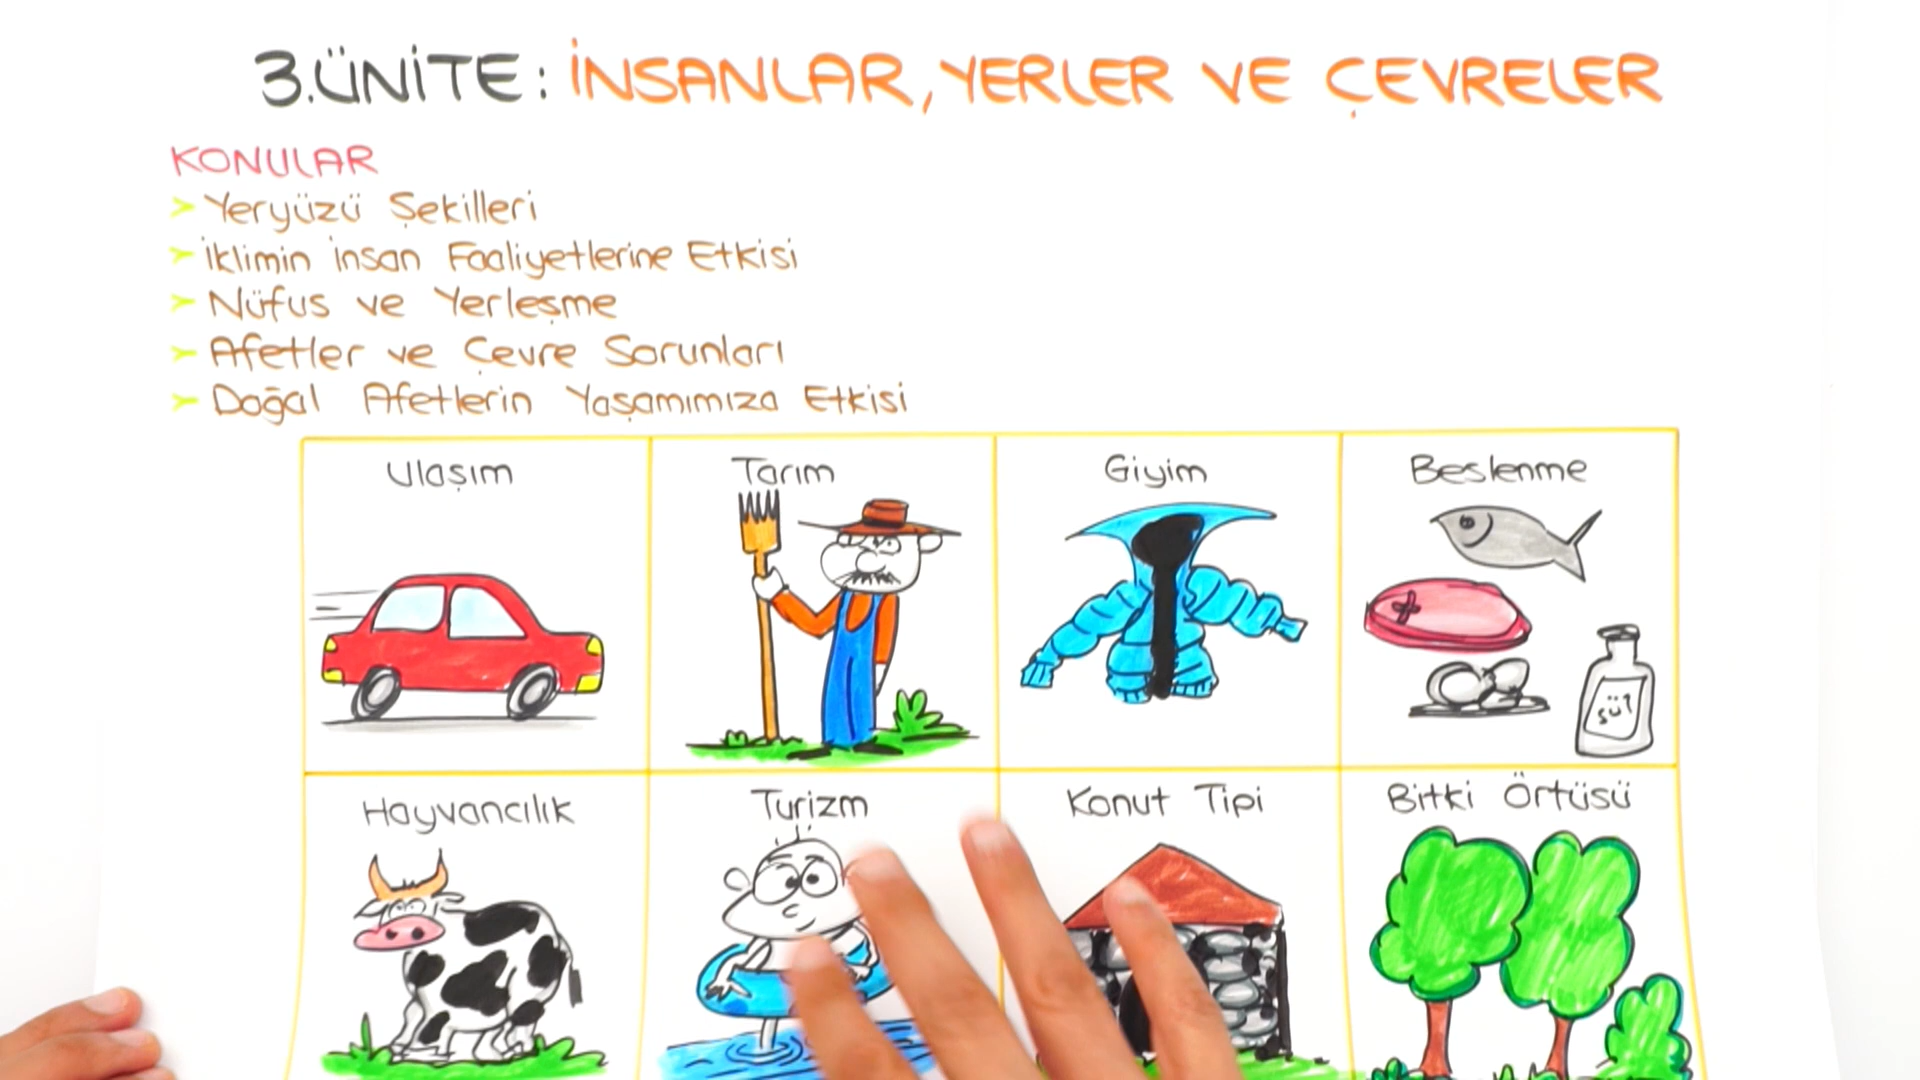 3.ÜNİTE: İNSANLAR, YERLER VE ÇEVRELER
KONULAR
➤ Yeryüzü Şekilleri
➤ İklimin İnsan Faaliyetlerine Etkisi
➤ Nüfus ve Yerleşme
➤ Afetler ve Çevre Sorunları
➤ Doğal Afetlerin Yaşamımıza Etkisi
Ulaşım
Tarım
Giyim
Beslenme
süt
Hayvancılık
Turizm
Konut Tipi
Bitki Örtüsü